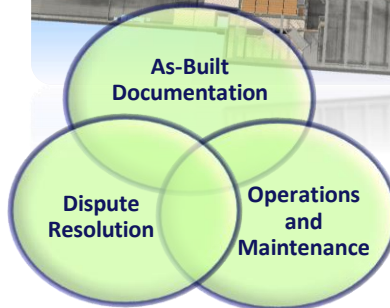 As-Built
Documentation
Dispute
Resolution
Operations
and
Maintenance